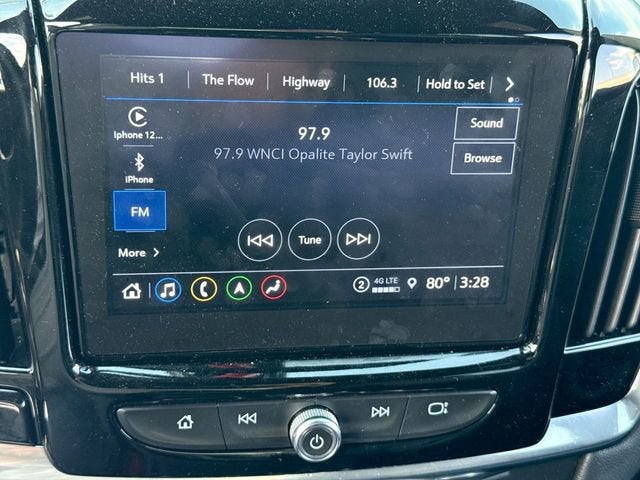 Hits 1 The Flow Highway 106.3 Hold to Set
Iphone 12...
97.9
Sound
97.9 WNCI Opalite Taylor Swift
Browse
iPhone
FM
Tune
More
2 4G LTE 80° 3:28